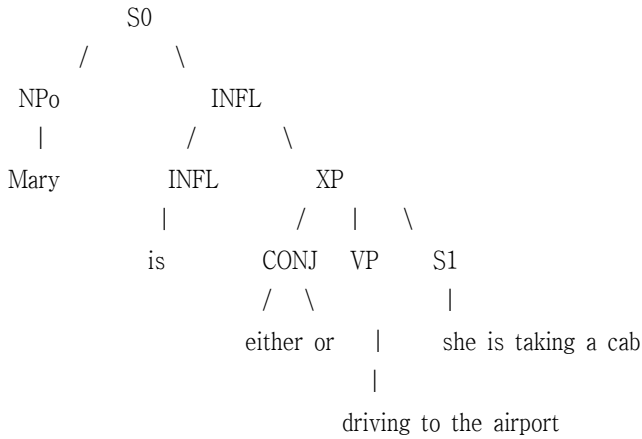 S0
/ \
NPo INFL
| / \
Mary INFL XP
| / | \
is CONJ VP S1
/ \ |
either or | she is taking a cab
|
driving to the airport